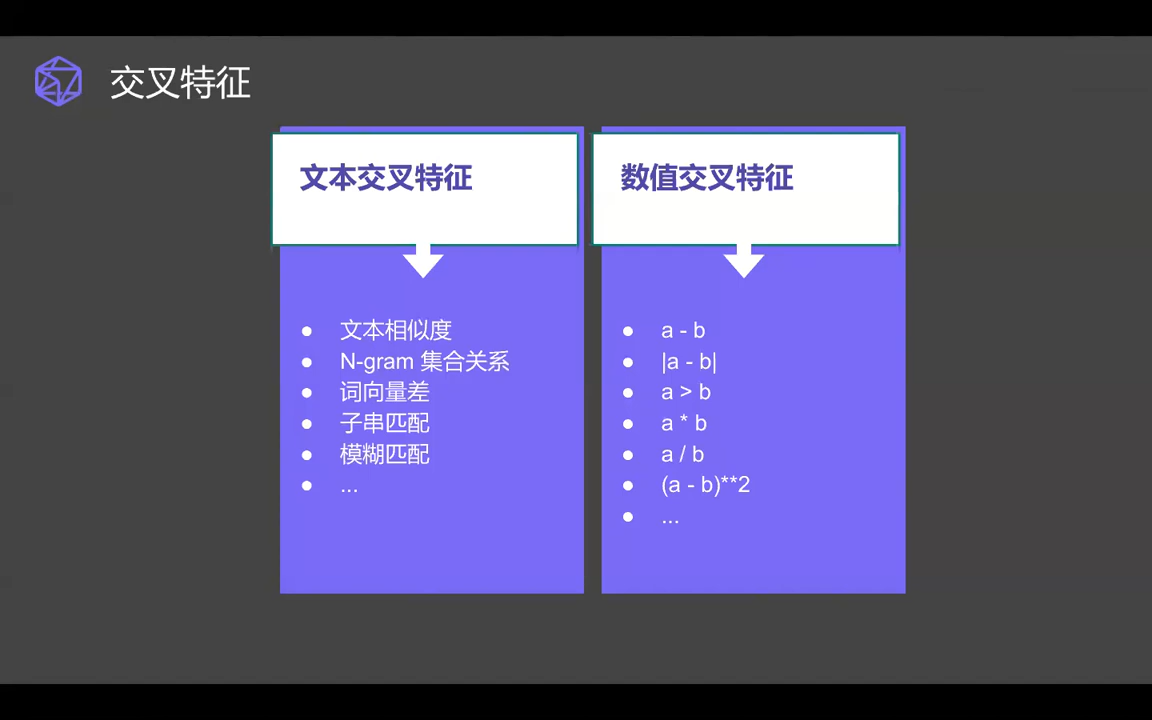 交叉特征
文本交叉特征
• 文本相似度
• N-gram 集合关系
• 词向量差
• 子串匹配
• 模糊匹配
• ...
数值交叉特征
• a - b
• |a - b|
• a > b
• a * b
• a / b
• (a - b)**2
• ...